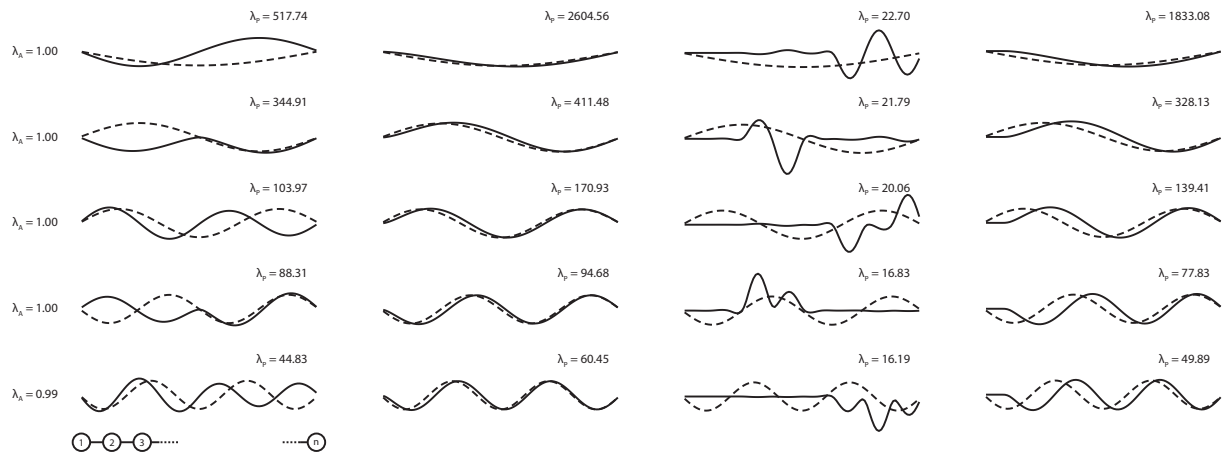 λP = 517.74 λP = 2604.56 λP = 22.70 λP = 1833.08
λA = 1.00
λP = 344.91 λP = 411.48 λP = 21.79 λP = 328.13
λA = 1.00
λP = 103.97 λP = 170.93 λP = 20.06 λP = 139.41
λA = 1.00
λP = 88.31 λP = 94.68 λP = 16.83 λP = 77.83
λA = 1.00
λP = 44.83 λP = 60.45 λP = 16.19 λP = 49.89
λA = 0.99
1 2 3 n